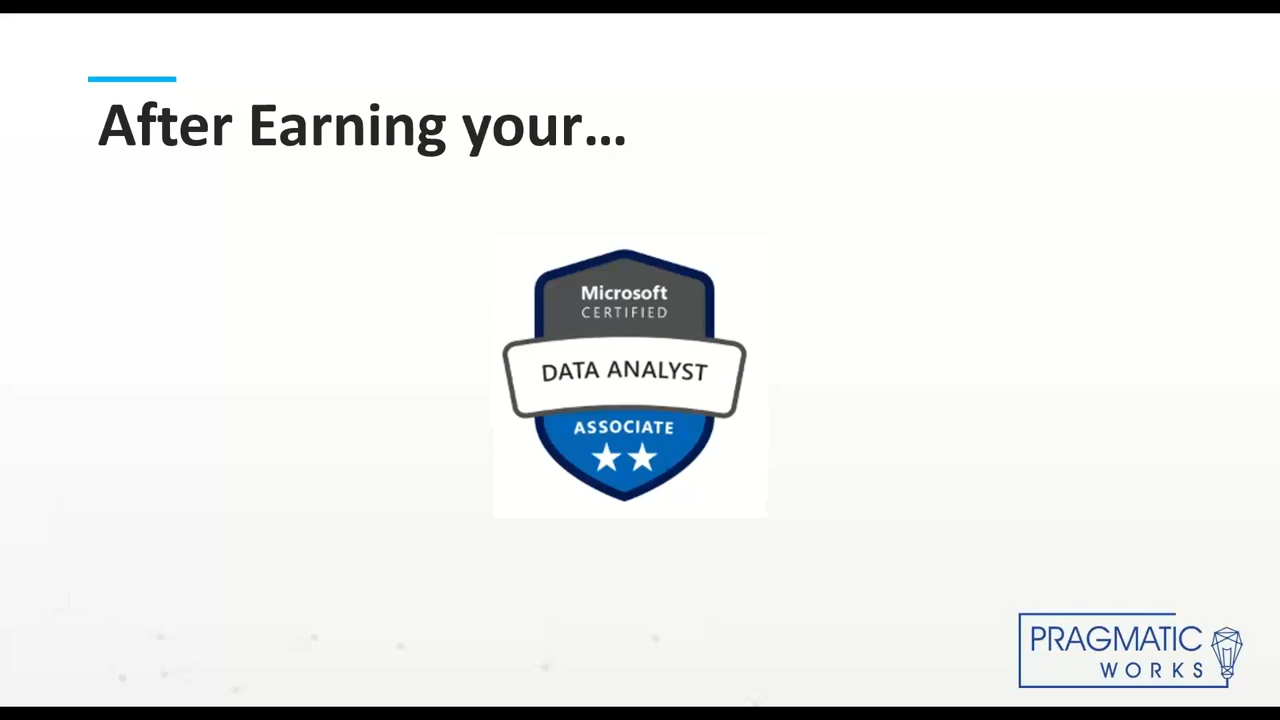 After Earning your…
Microsoft
CERTIFIED
DATA ANALYST
ASSOCIATE
PRAGMATIC
WORKS